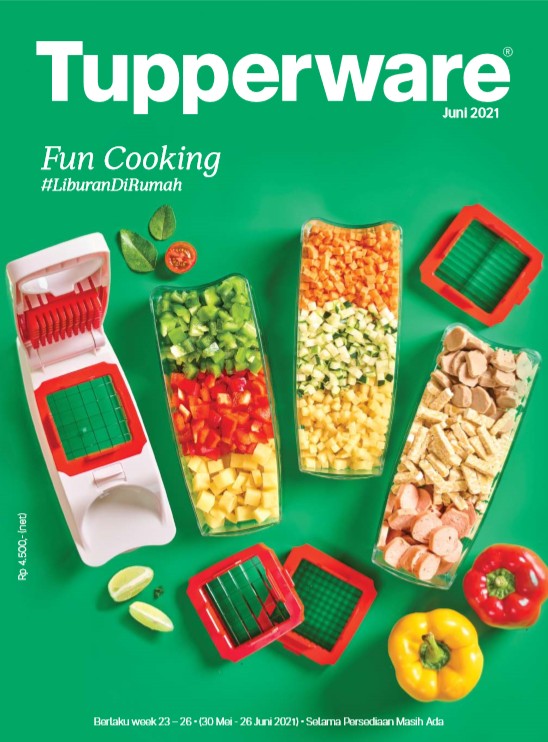 Tupperware®
Juni 2021
Fun Cooking
#LiburanDiRumah
Rp 4.500,- (net)
Berlaku week 23 – 26 • (30 Mei - 26 Juni 2021) • Selama Persediaan Masih Ada